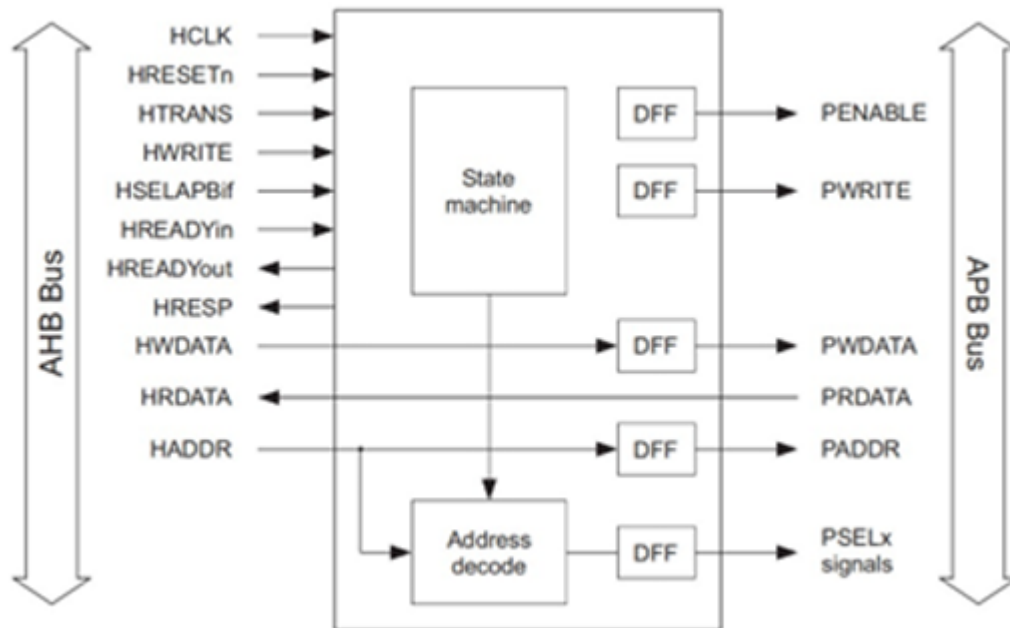 AHB Bus
HCLK
HRESETn
HTRANS
HWRITE
HSELAPBif
HREADYin
HREADYout
HRESP
HWDATA
HRDATA
HADDR
State
machine
Address
decode
DFF
DFF
DFF
DFF
DFF
PENABLE
PWRITE
PWDATA
PRDATA
PADDR
PSELx
signals
APB Bus